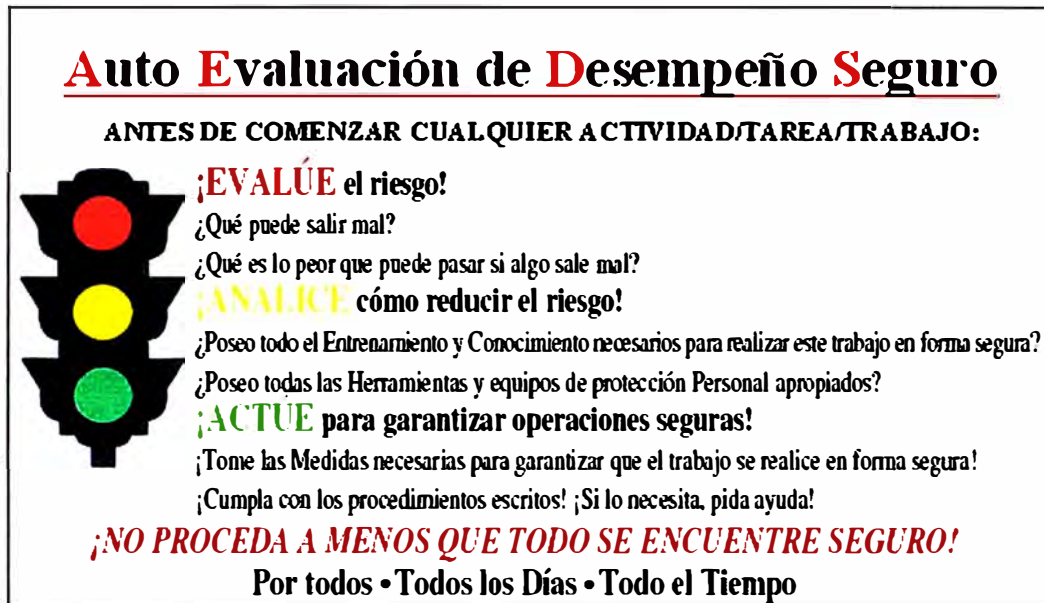 Auto Evaluación de Desempeño Seguro
ANTES DE COMENZAR CUALQUIER ACTIVIDAD/TAREA/TRABAJO:
¡EVALÚE el riesgo!
¿Qué puede salir mal?
¿Qué es lo peor que puede pasar si algo sale mal?
¡ANALICE cómo reducir el riesgo!
¿Poseo todo el Entrenamiento y Conocimiento necesarios para realizar este trabajo en forma segura?
¿Poseo todas las Herramientas y equipos de protección Personal apropiados?
¡ACTUE para garantizar operaciones seguras!
¡Tome las Medidas necesarias para garantizar que el trabajo se realice en forma segura!
¡Cumpla con los procedimientos escritos! ¡Si lo necesita, pida ayuda!
¡NO PROCEDA A MENOS QUE TODO SE ENCUENTRE SEGURO!
Por todos • Todos los Días • Todo el Tiempo